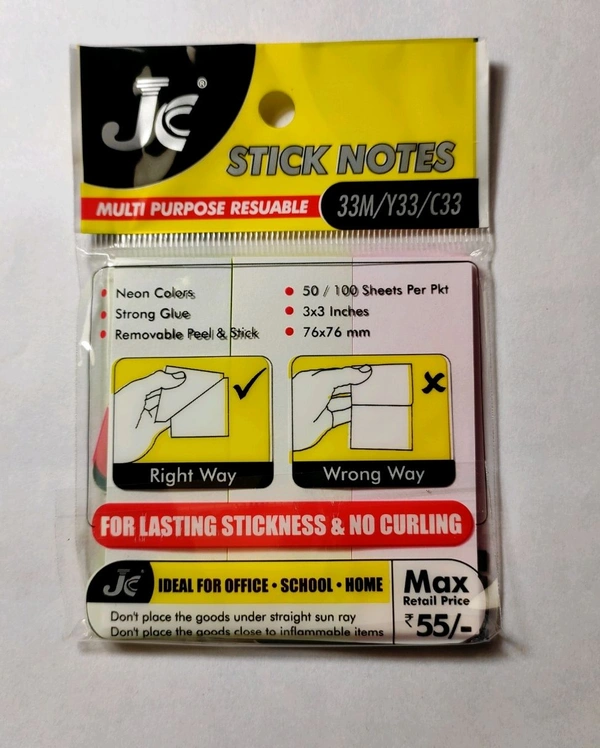 JC®
STICK NOTES
MULTI PURPOSE RESUABLE
33M/Y33/C33
Neon Colors
Strong Glue
Removable Peel & Stick
50 / 100 Sheets Per Pkt
3x3 Inches
76x76 mm
Right Way
Wrong Way
FOR LASTING STICKNESS & NO CURLING
JC
IDEAL FOR OFFICE • SCHOOL • HOME
Don't place the goods under straight sun ray
Don't place the goods close to inflammable items
Max
Retail Price
₹55/-